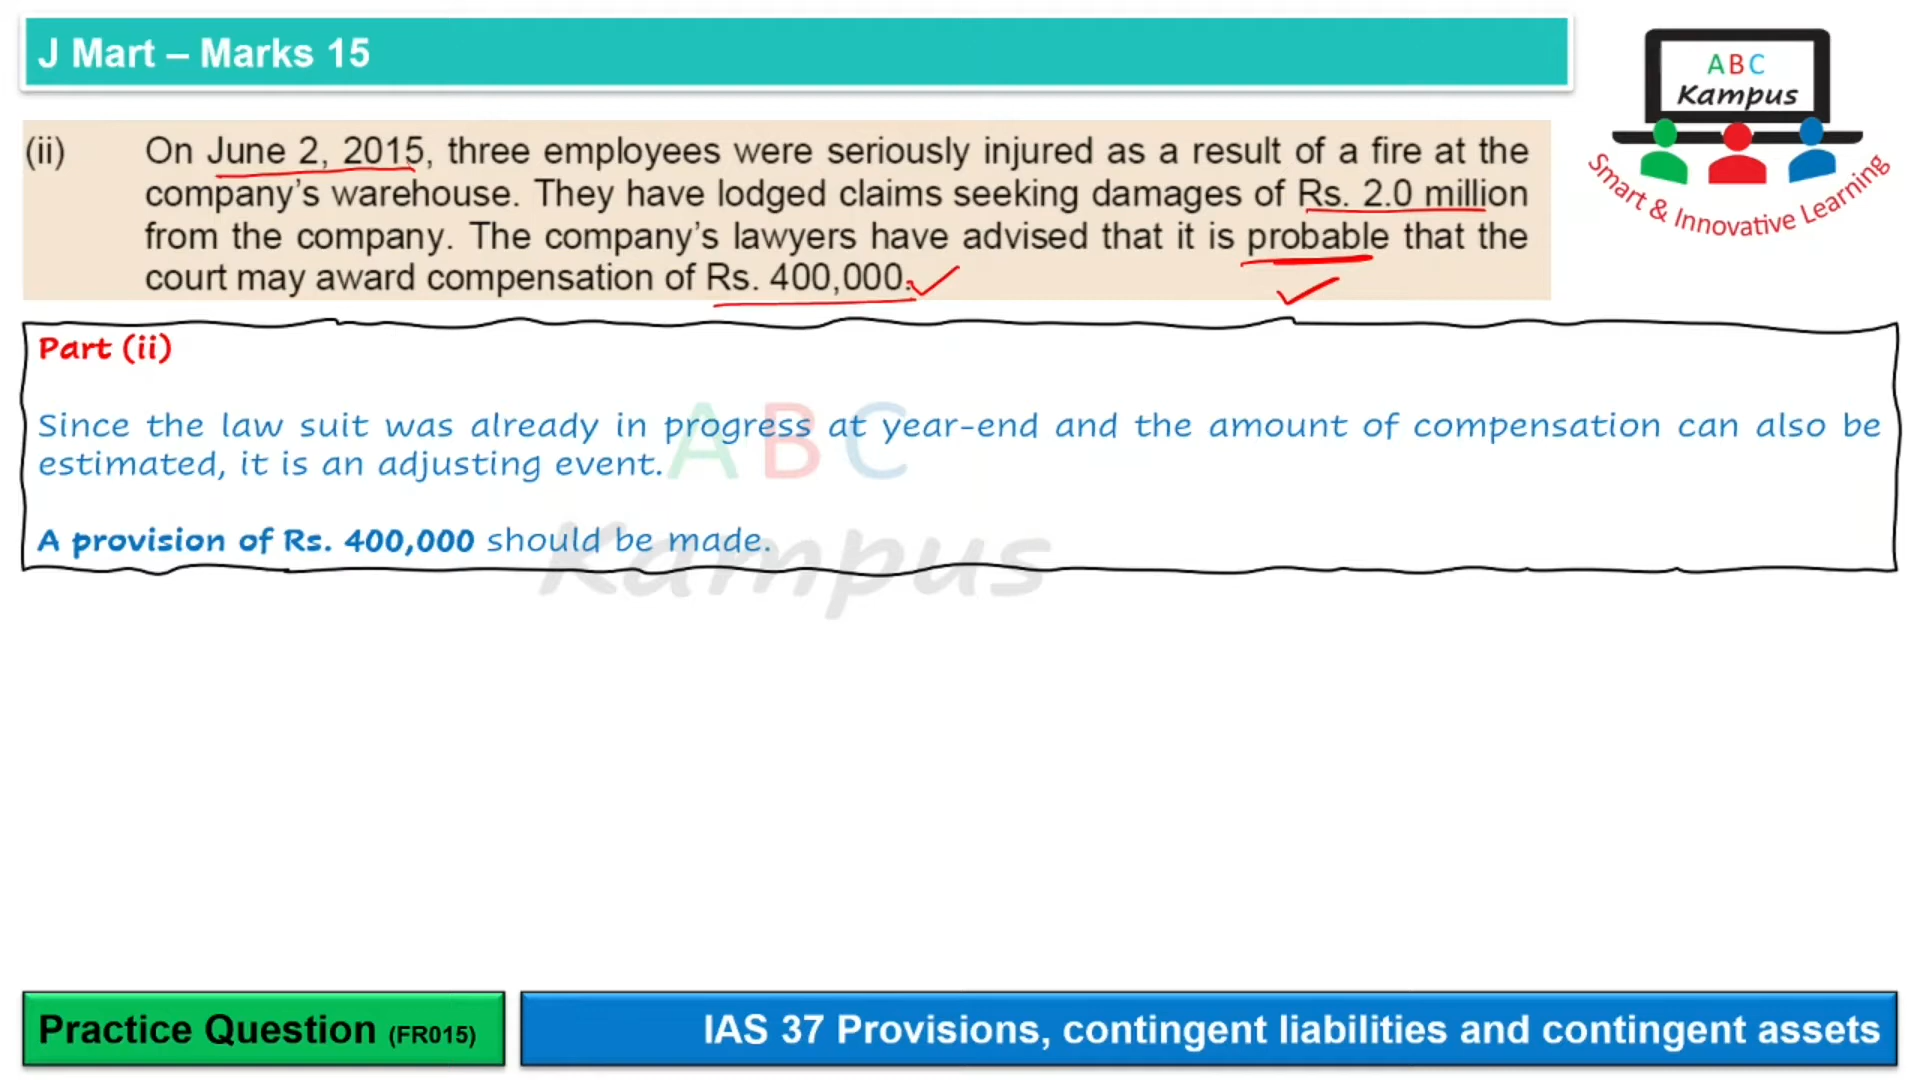 J Mart – Marks 15
A B C
Kampus
Smart & Innovative Learning
(ii) On June 2, 2015, three employees were seriously injured as a result of a fire at the
company’s warehouse. They have lodged claims seeking damages of Rs. 2.0 million
from the company. The company’s lawyers have advised that it is probable that the
court may award compensation of Rs. 400,000.
Part (ii)
Since the law suit was already in progress at year-end and the amount of compensation can also be
estimated, it is an adjusting event.
A provision of Rs. 400,000 should be made.
ABC
Kampus
Practice Question (FR015)
IAS 37 Provisions, contingent liabilities and contingent assets